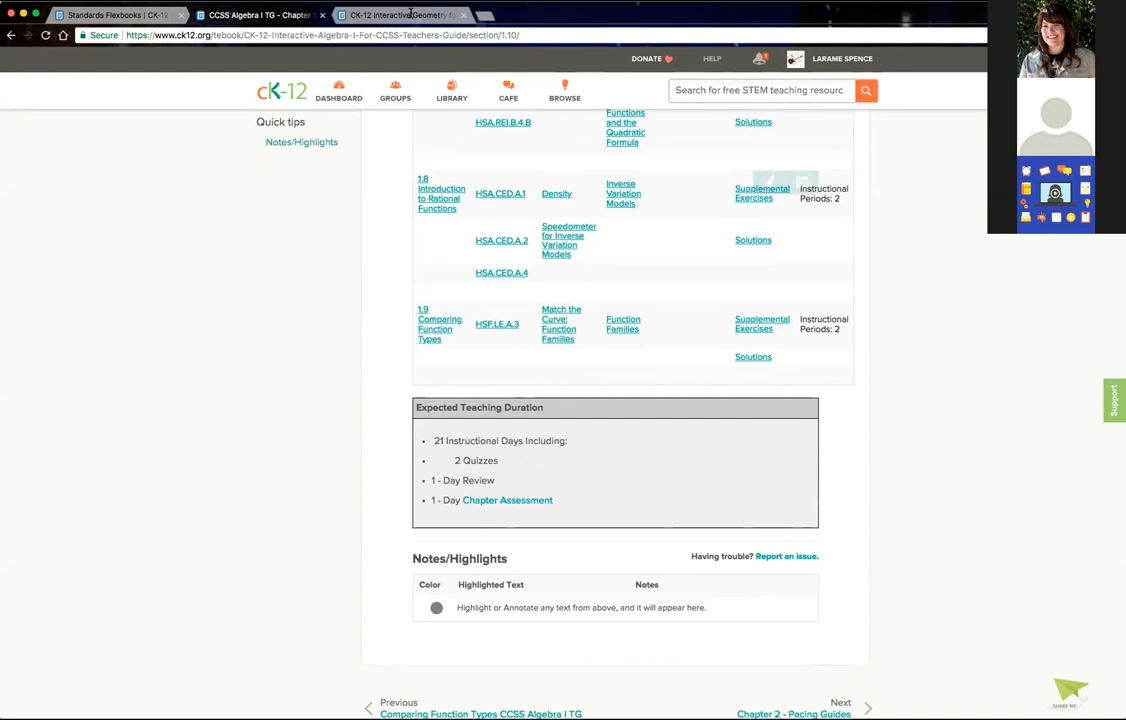 Standards Flexbooks | CK-12
CCSS Algebra I TG - Chapter
CK-12 Interactive Geometry fo
Secure
https://www.ck12.org/tebook/CK-12-Interactive-Algebra-I-For-CCSS-Teachers-Guide/section/1.10/
DONATE
HELP
1
LARAME SPENCE
cK-12
DASHBOARD
GROUPS
LIBRARY
CAFE
BROWSE
Search for free STEM teaching resourc
Quick tips
Notes/Highlights
HSA.REI.B.4.B
Functions
and the
Quadratic
Formula
Solutions
1.8
Introduction
to Rational
Functions
HSA.CED.A.1
Density
Inverse
Variation
Models
Supplemental
Exercises
Instructional
Periods: 2
HSA.CED.A.2
Speedometer
for Inverse
Variation
Models
Solutions
HSA.CED.A.4
1.9
Comparing
Function
Types
HSF.LE.A.3
Match the
Curve:
Function
Families
Function
Families
Supplemental
Exercises
Instructional
Periods: 2
Solutions
Expected Teaching Duration
• 21 Instructional Days Including:
• 2 Quizzes
• 1 - Day Review
• 1 - Day Chapter Assessment
Notes/Highlights
Having trouble? Report an issue.
Color
Highlighted Text
Notes
Highlight or Annotate any text from above, and it will appear here.
Previous
Comparing Function Types CCSS Algebra I TG
Next
Chapter 2 - Pacing Guides
Support
SHARE ME.